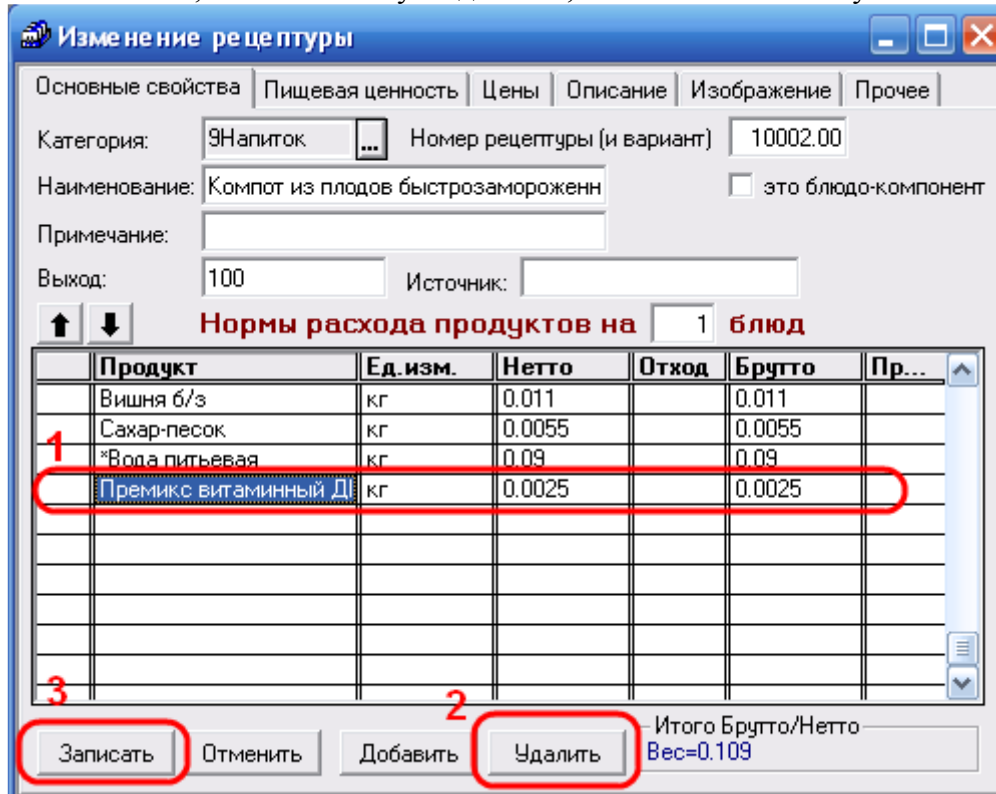 Изменение рецептуры
Основные свойства Пищевая ценность Цены Описание Изображение Прочее
Категория: 9Напиток ... Номер рецептуры (и вариант) 10002.00
Наименование: Компот из плодов быстрозамороженн это блюдо-компонент
Примечание:
Выход: 100 Источник:
Нормы расхода продуктов на 1 блюд
Продукт Ед.изм. Нетто Отход Брутто Пр...
Вишня б/з кг 0.011 0.011
Сахар-песок кг 0.0055 0.0055
1
*Вода питьевая кг 0.09 0.09
Премикс витаминный кг 0.0025 0.0025
3 2
Итого Брутто/Нетто
Записать Отменить Добавить Удалить Вес=0.109